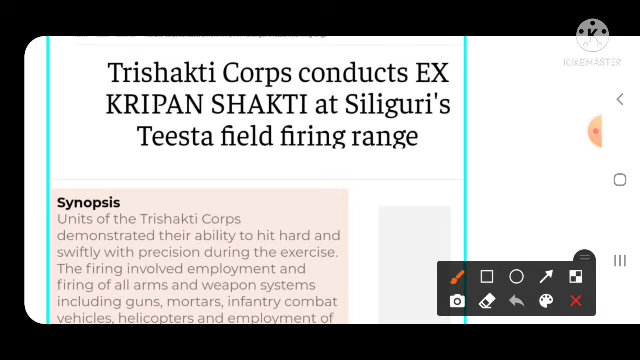 KINEMASTER
Trishakti Corps conducts EX
KRIPAN SHAKTI at Siliguri's
Teesta field firing range
Synopsis
Units of the Trishakti Corps
demonstrated their ability to hit hard and
swiftly with precision during the exercise.
The firing involved employment and
firing of all arms and weapon systems
including guns, mortars, infantry combat
vehicles, helicopters and employment of